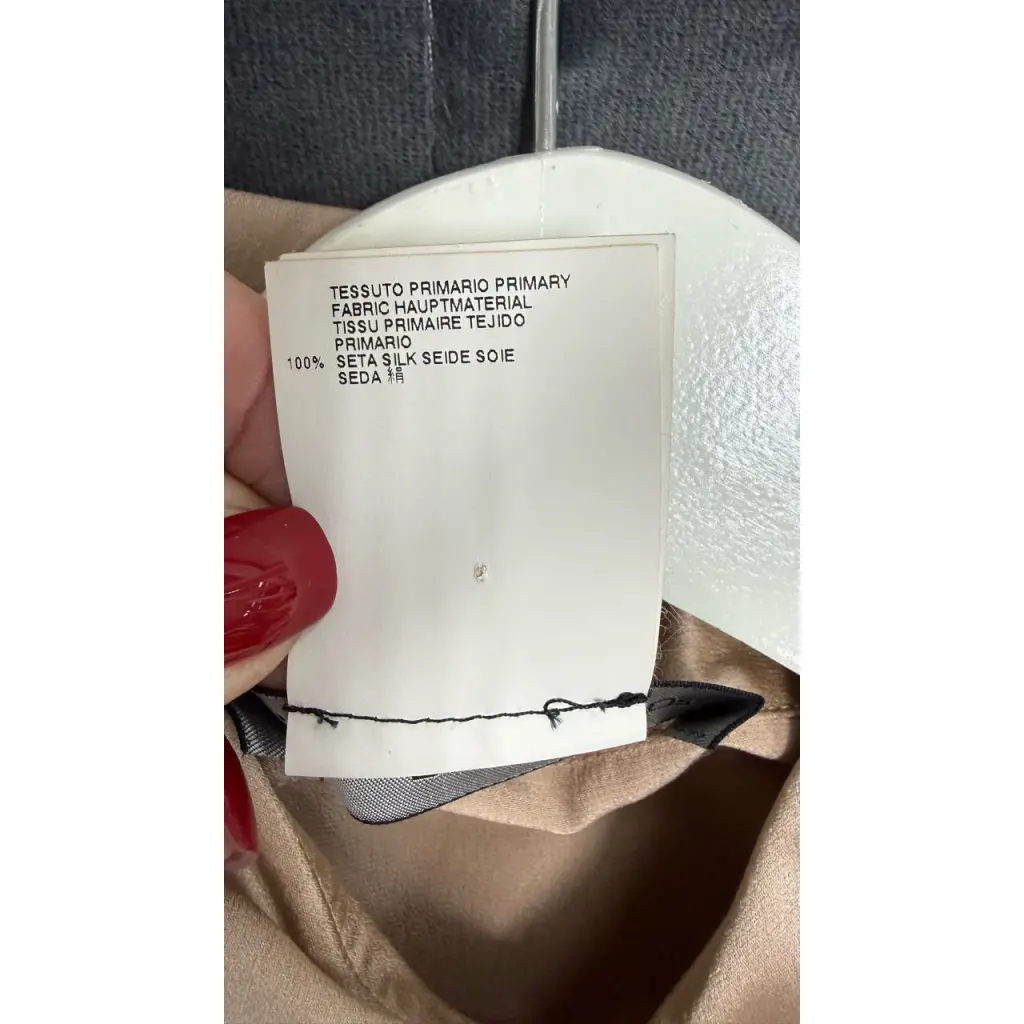 TESSUTO PRIMARIO PRIMARY
FABRIC HAUPTMATERIAL
TISSU PRIMAIRE TEJIDO
PRIMARIO
100% SETA SILK SEIDE SOIE
SEDA 絹